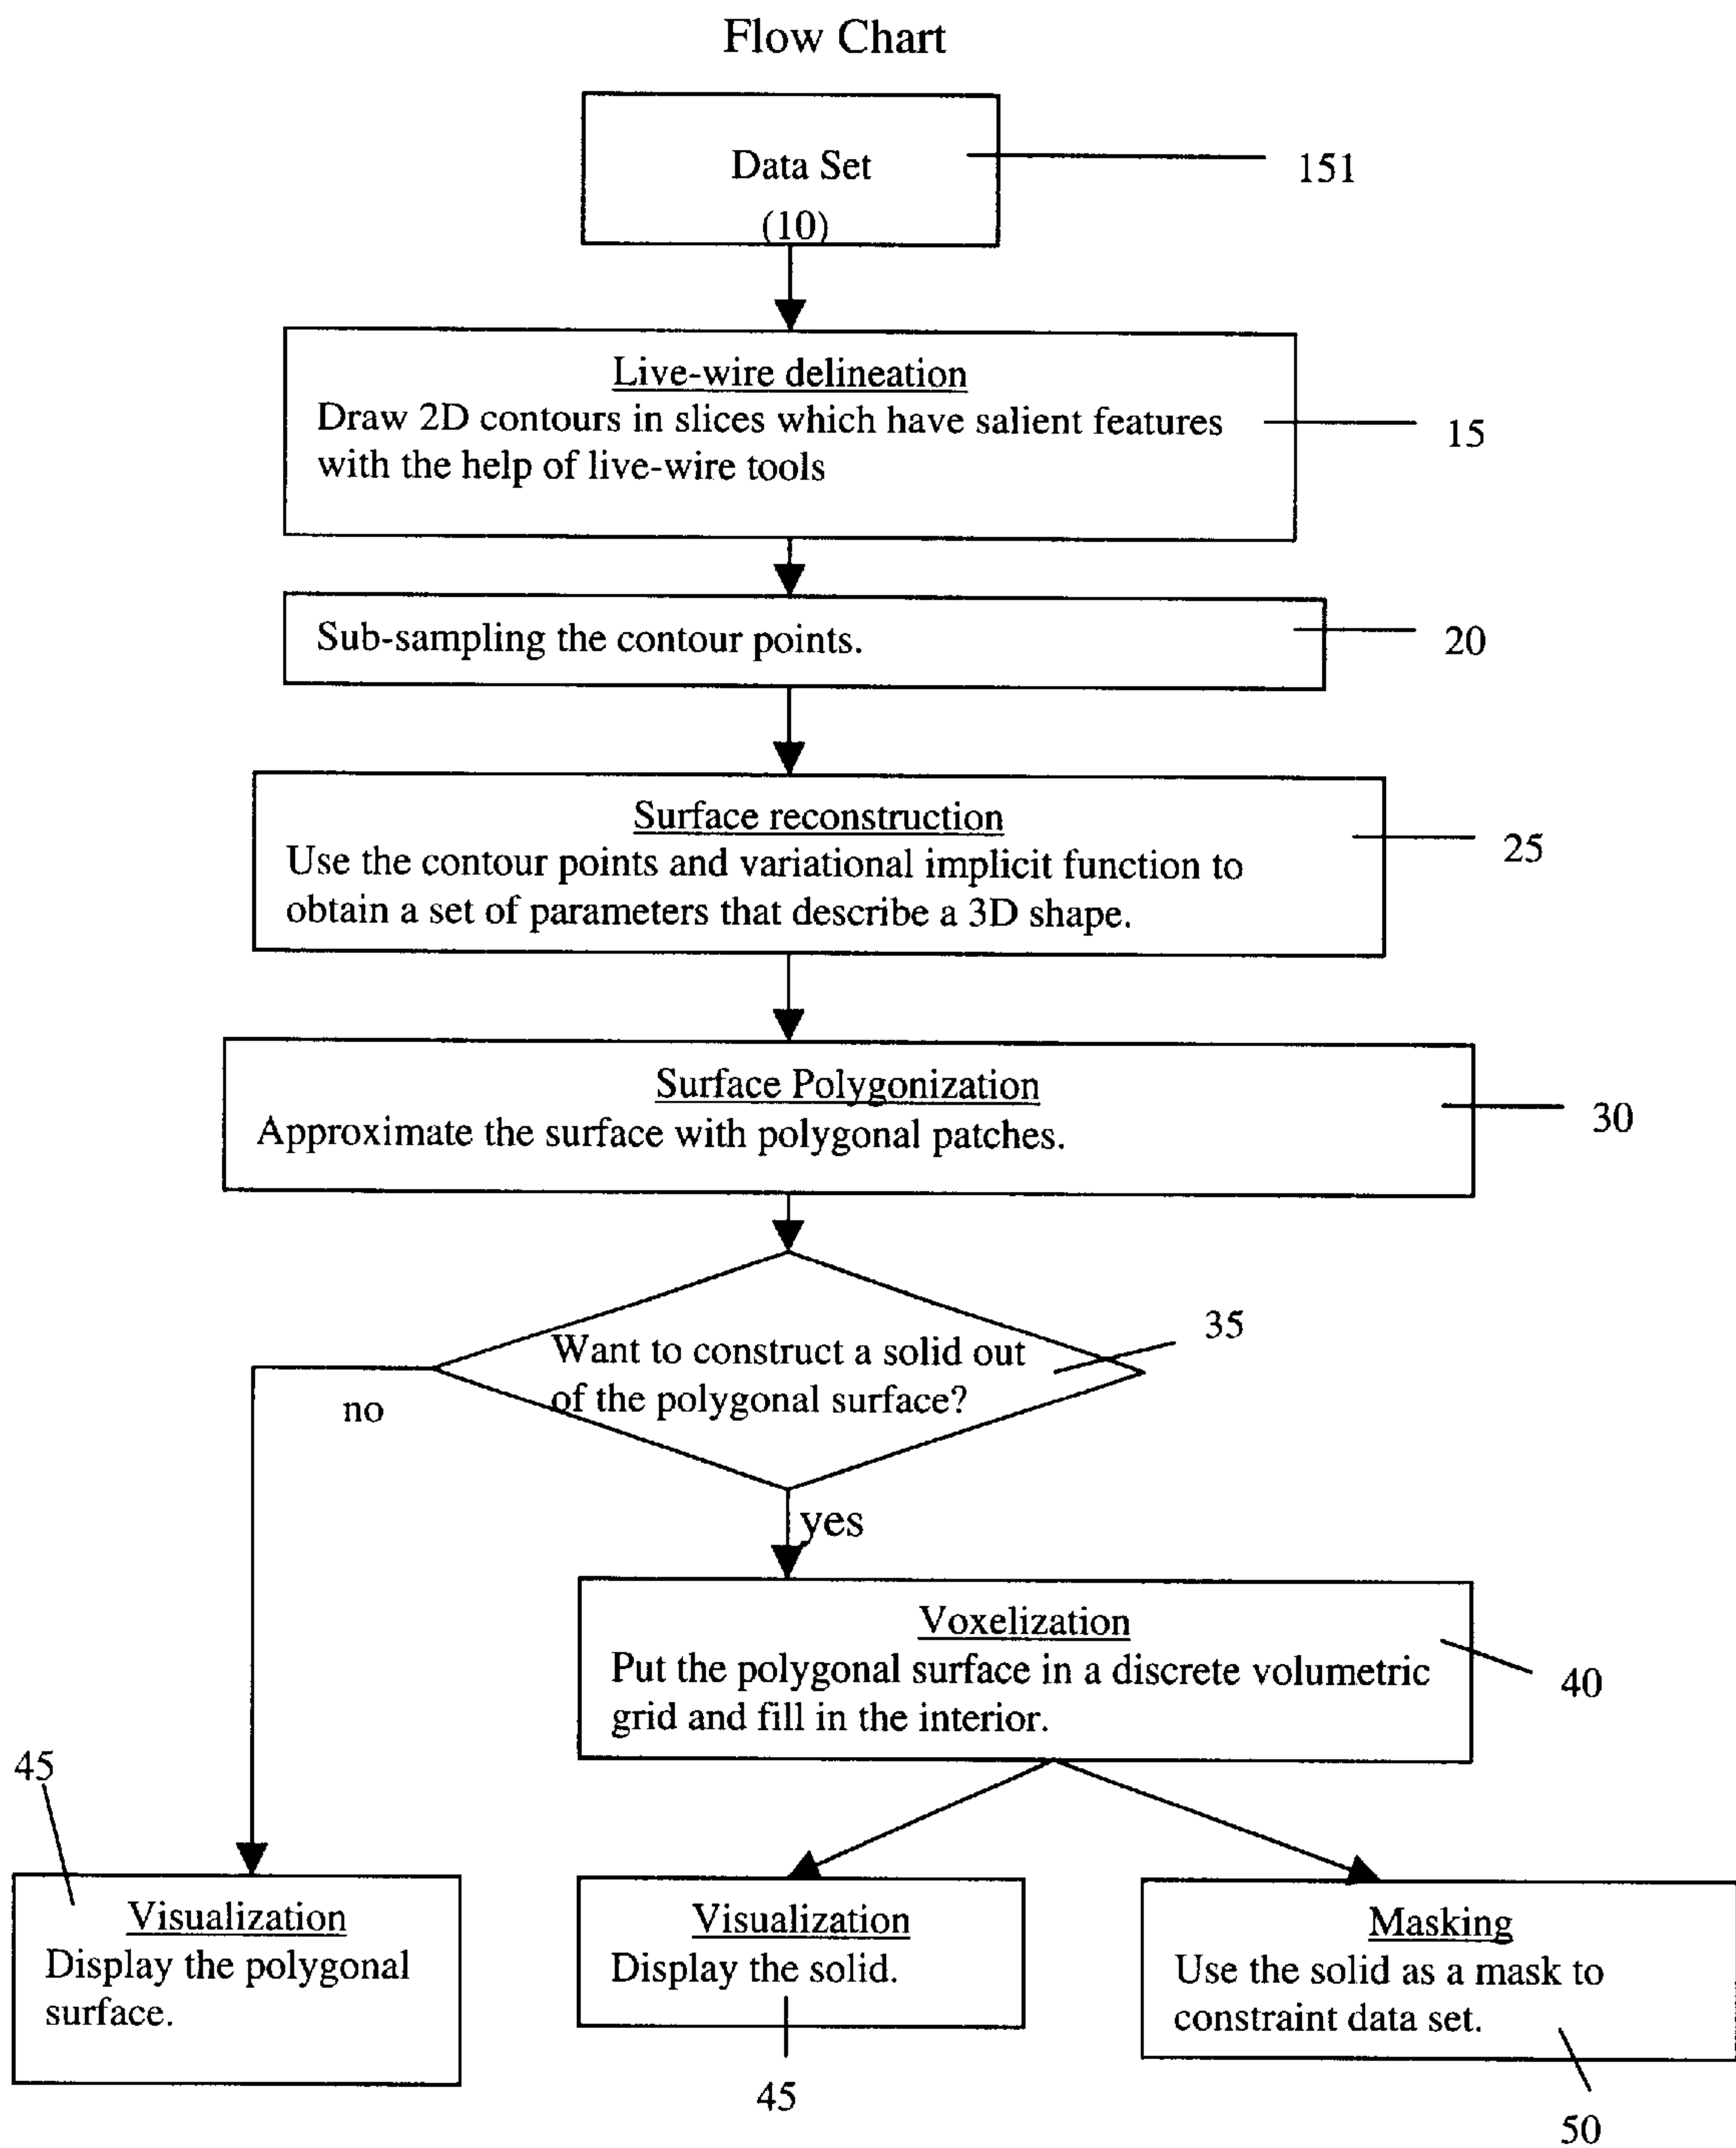 Flow Chart
Data Set
(10)
151
Live-wire delineation
Draw 2D contours in slices which have salient features
with the help of live-wire tools
15
Sub-sampling the contour points.
20
Surface reconstruction
Use the contour points and variational implicit function to
obtain a set of parameters that describe a 3D shape.
25
Surface Polygonization
Approximate the surface with polygonal patches.
30
Want to construct a solid out
of the polygonal surface?
35
no
yes
Voxelization
Put the polygonal surface in a discrete volumetric
grid and fill in the interior.
40
45
Visualization
Display the polygonal
surface.
Visualization
Display the solid.
45
Masking
Use the solid as a mask to
constraint data set.
50